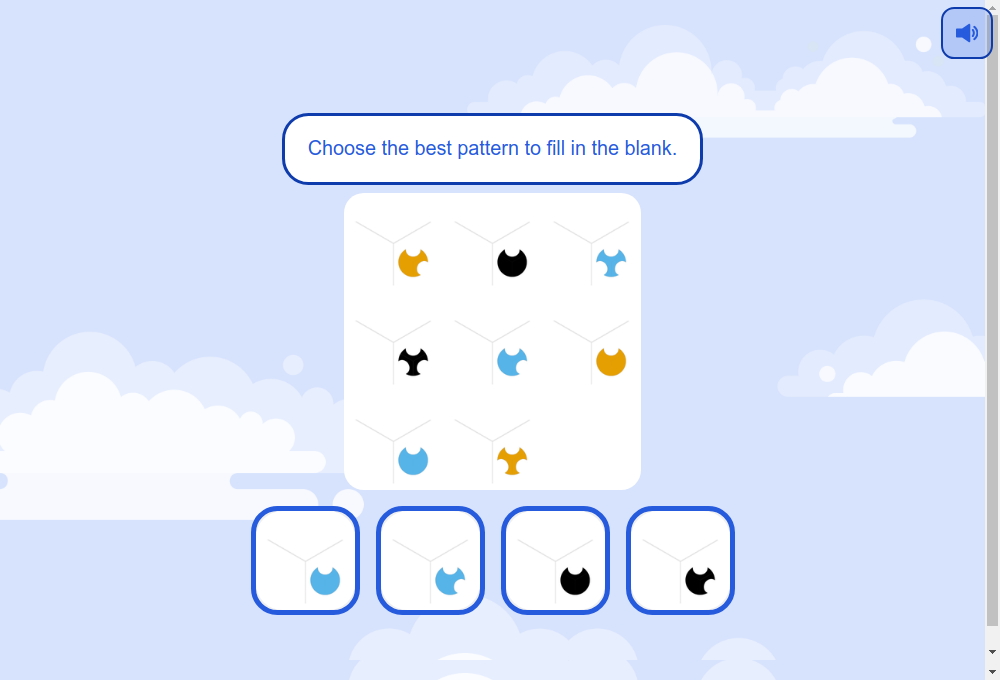 Choose the best pattern to fill in the blank.